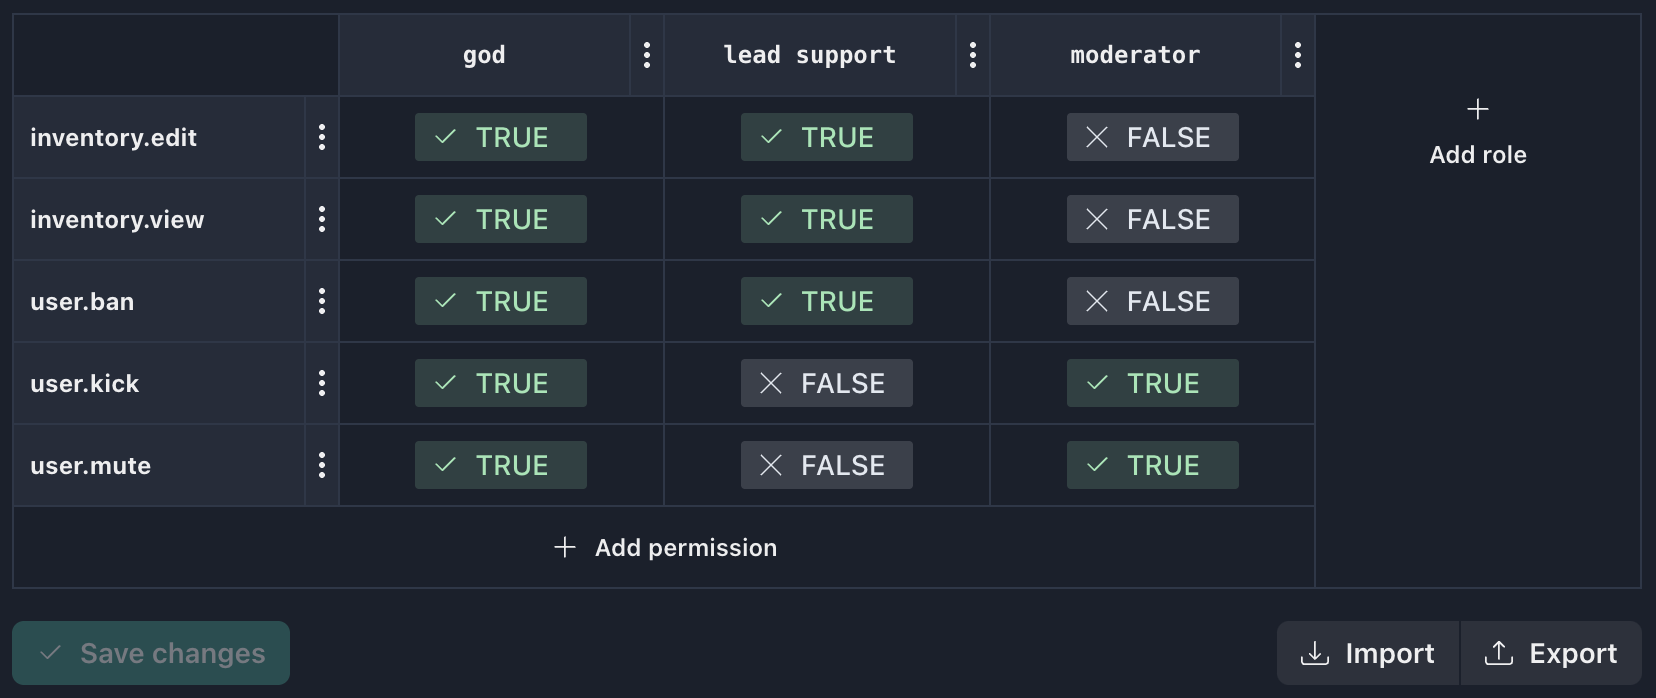 god lead support moderator
inventory.edit TRUE TRUE FALSE
Add role
inventory.view TRUE TRUE FALSE
user.ban TRUE TRUE FALSE
user.kick TRUE FALSE TRUE
user.mute TRUE FALSE TRUE
Add permission
Save changes Import Export